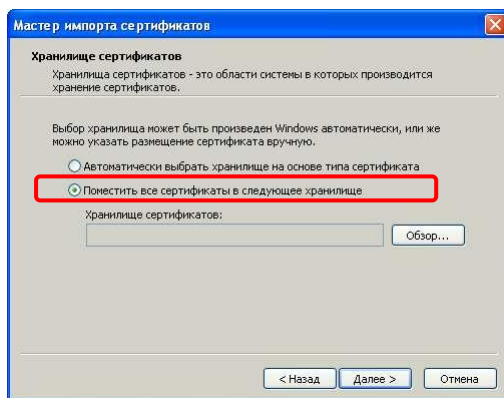 Мастер импорта сертификатов
Хранилище сертификатов
Хранилища сертификатов - это области системы в которых производится
хранение сертификатов.
Выбор хранилища может быть произведен Windows автоматически, или же
можно указать размещение сертификата вручную.
Автоматически выбрать хранилище на основе типа сертификата
Поместить все сертификаты в следующее хранилище
Хранилище сертификатов:
Обзор...
< Назад Далее > Отмена